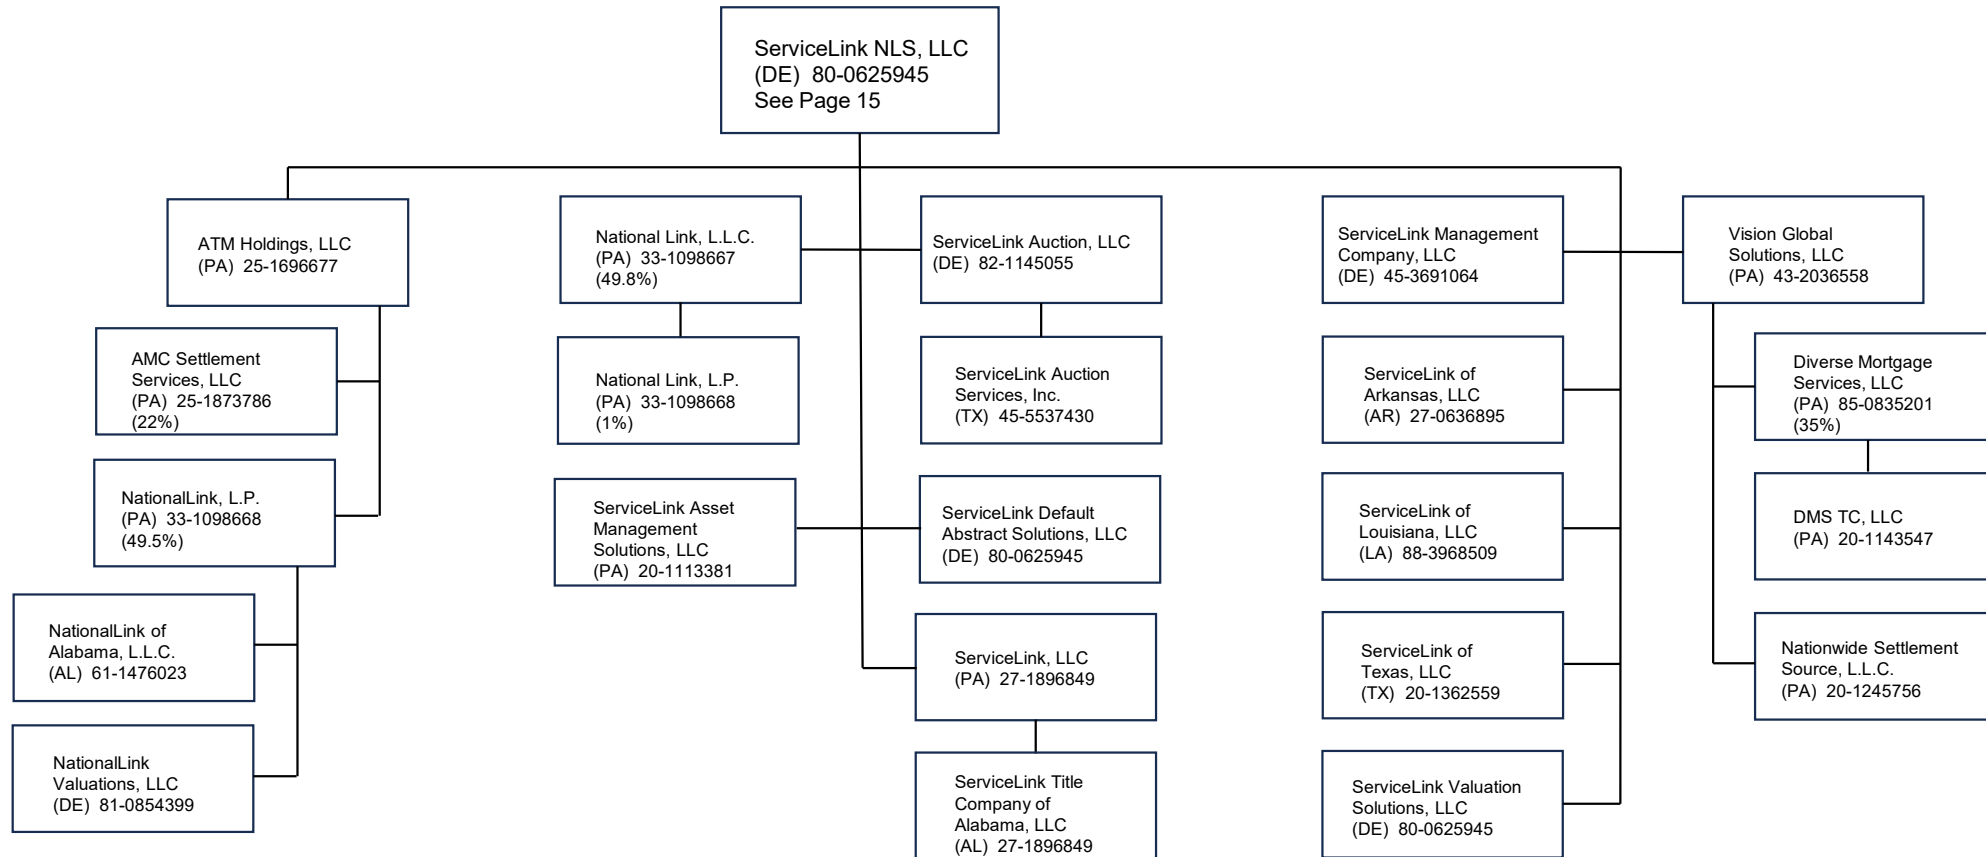 ServiceLink NLS, LLC
(DE) 80-0625945
See Page 15
ATM Holdings, LLC
(PA) 25-1696677
AMC Settlement
Services, LLC
(PA) 25-1873786
(22%)
NationalLink, L.P.
(PA) 33-1098668
(49.5%)
NationalLink of
Alabama, L.L.C.
(AL) 61-1476023
NationalLink
Valuations, LLC
(DE) 81-0854399
National Link, L.L.C.
(PA) 33-1098667
(49.8%)
National Link, L.P.
(PA) 33-1098668
(1%)
ServiceLink Asset
Management
Solutions, LLC
(PA) 20-1113381
ServiceLink Auction, LLC
(DE) 82-1145055
ServiceLink Auction
Services, Inc.
(TX) 45-5537430
ServiceLink Default
Abstract Solutions, LLC
(DE) 80-0625945
ServiceLink, LLC
(PA) 27-1896849
ServiceLink Title
Company of
Alabama, LLC
(AL) 27-1896849
ServiceLink Management
Company, LLC
(DE) 45-3691064
ServiceLink of
Arkansas, LLC
(AR) 27-0636895
ServiceLink of
Louisiana, LLC
(LA) 88-3968509
ServiceLink of
Texas, LLC
(TX) 20-1362559
ServiceLink Valuation
Solutions, LLC
(DE) 80-0625945
Vision Global
Solutions, LLC
(PA) 43-2036558
Diverse Mortgage
Services, LLC
(PA) 85-0835201
(35%)
DMS TC, LLC
(PA) 20-1143547
Nationwide Settlement
Source, L.L.C.
(PA) 20-1245756